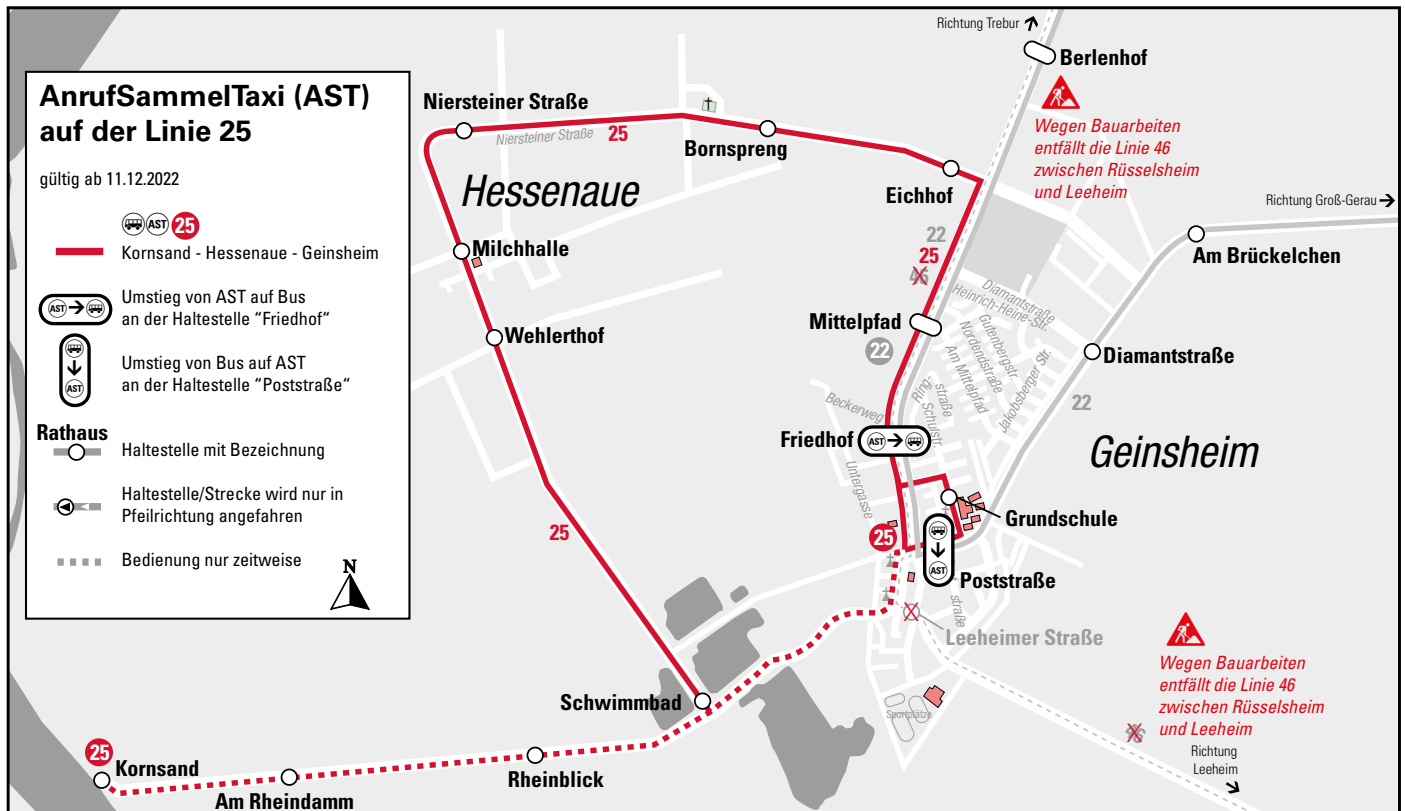 AnrufSammelTaxi (AST)
auf der Linie 25
gültig ab 11.12.2022
AST 25
Kornsand - Hessenaue - Geinsheim
AST
Umstieg von AST auf Bus
an der Haltestelle “Friedhof“
AST
Umstieg von Bus auf AST
an der Haltestelle “Poststraße“
Rathaus
Haltestelle mit Bezeichnung
Haltestelle/Strecke wird nur in
Pfeilrichtung angefahren
Bedienung nur zeitweise
N
Richtung Trebur
Berlenhof
Wegen Bauarbeiten
entfällt die Linie 46
zwischen Rüsselsheim
und Leeheim
Richtung Groß-Gerau
Niersteiner Straße
Niersteiner Straße
25
Bornspreng
Hessenaue
Eichhof
Milchhalle
Wehlerthof
22
25
46
Am Brückelchen
Mittelpfad
22
Diamantstraße
Heinrich-Heine-Str.
Gutenbergstr.
Nordendstraße
Am Mittelpfad
Jakobsberger Str.
Diamantstraße
22
Ring-
straße
Schulstr.
Beckerweg
Friedhof
AST
Untergasse
Geinsheim
Grundschule
25
25
AST
Poststraße
straße
Leeheimer Straße
Schwimmbad
Sportplätze
Wegen Bauarbeiten
entfällt die Linie 46
zwischen Rüsselsheim
und Leeheim
46
Richtung
Leeheim
25
Kornsand
Am Rheindamm
Rheinblick